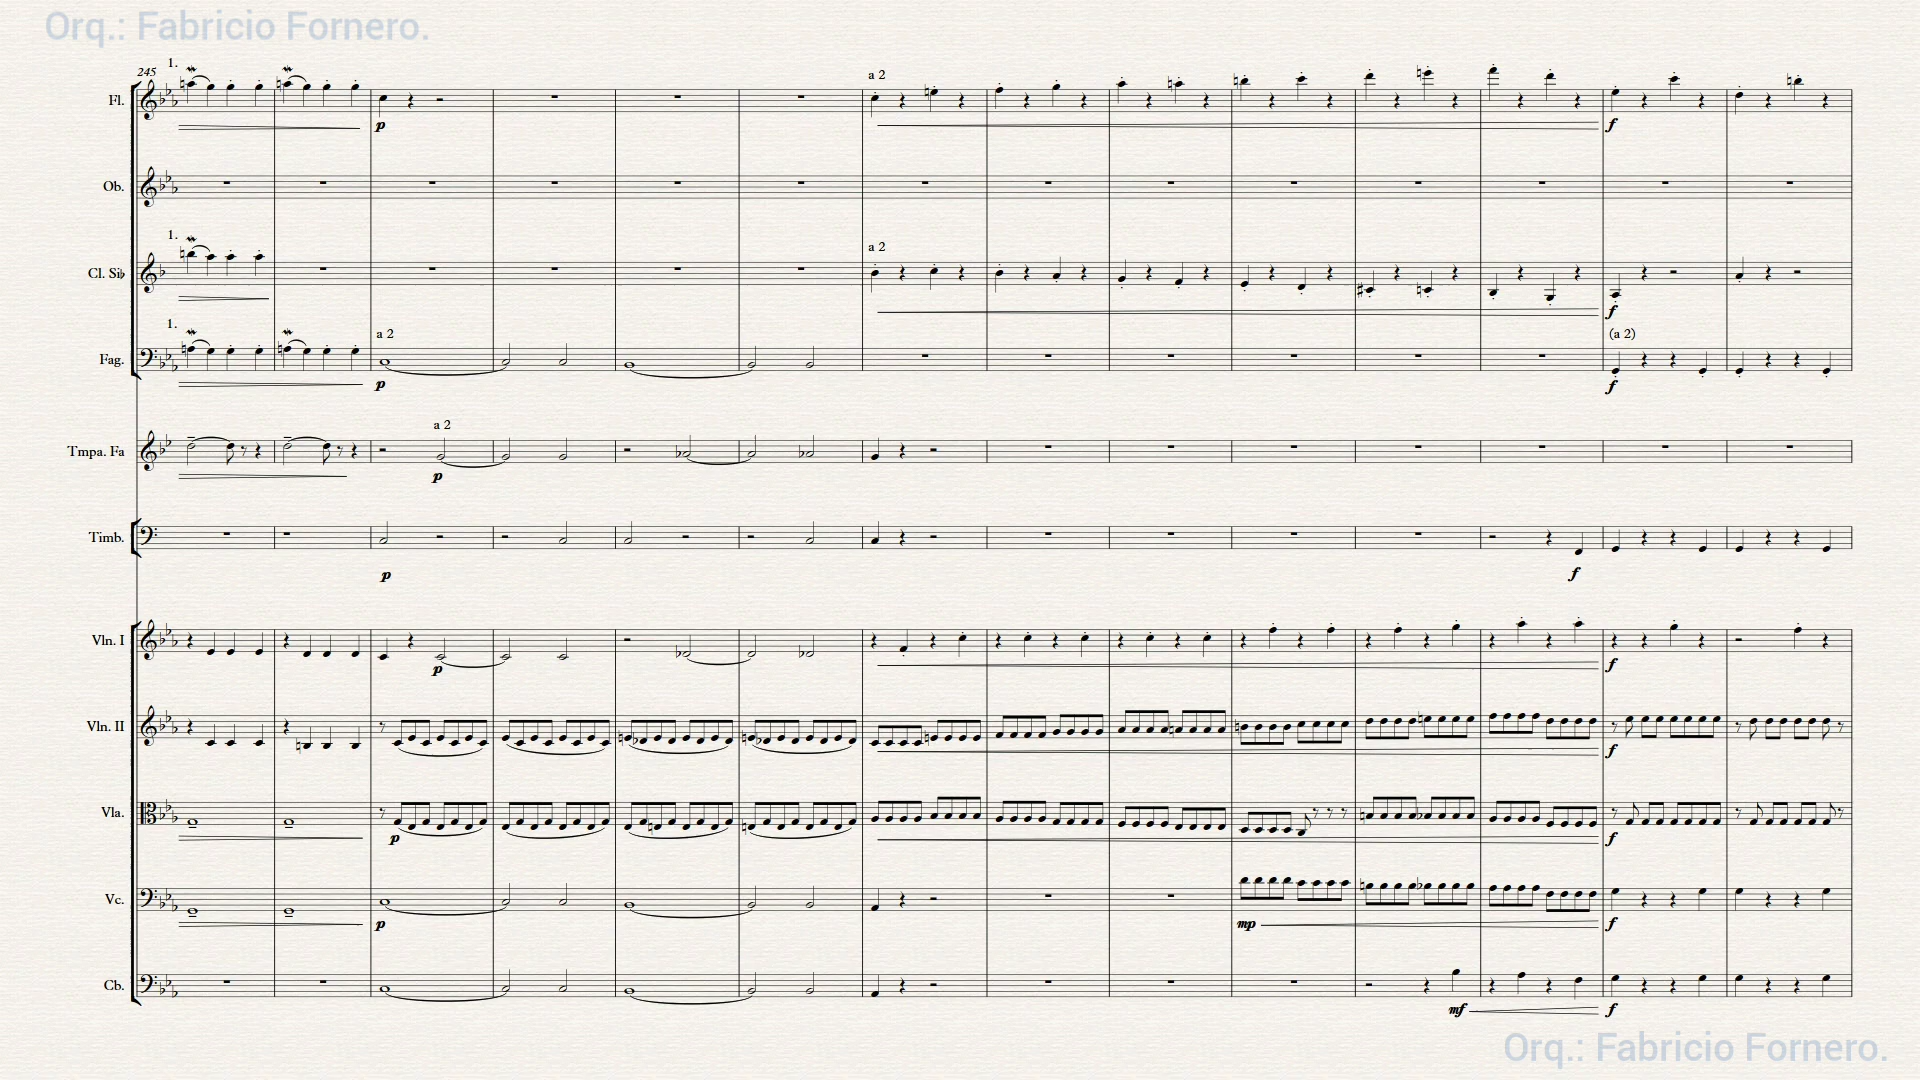 Orq.: Fabricio Fornero.
245
1.
a 2
Fl.
p
f
Ob.
1.
a 2
Cl. Si♭
f
1.
a 2
(a 2)
Fag.
p
f
a 2
Tmpa. Fa
p
Timb.
p
f
Vln. I
p
f
Vln. II
f
Vla.
p
f
Vc.
p
mp
f
Cb.
mf
f
Orq.: Fabricio Fornero.